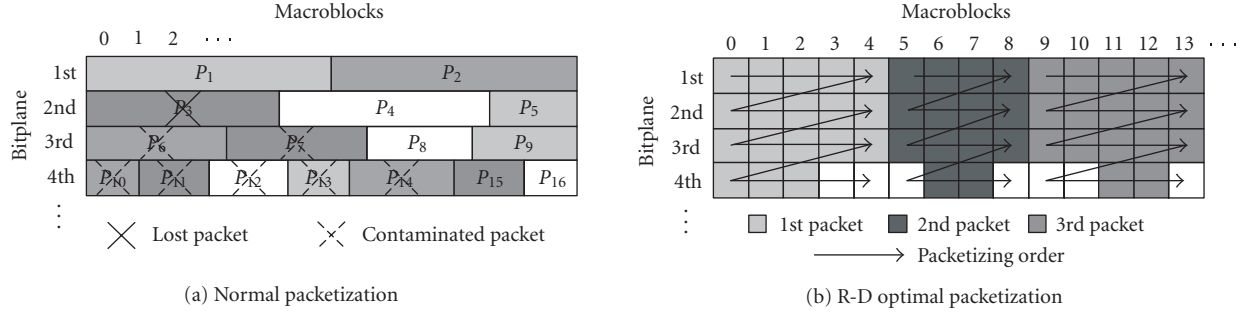 Macroblocks
0 1 2 ···
Bitplane
1st P1 P2
2nd P3 P4 P5
3rd P6 P7 P8 P9
4th P10 P11 P12 P13 P14 P15 P16
Lost packet Contaminated packet
(a) Normal packetization
Macroblocks
0 1 2 3 4 5 6 7 8 9 10 11 12 13 ····
Bitplane
1st
2nd
3rd
4th
1st packet 2nd packet 3rd packet
Packetizing order
(b) R-D optimal packetization